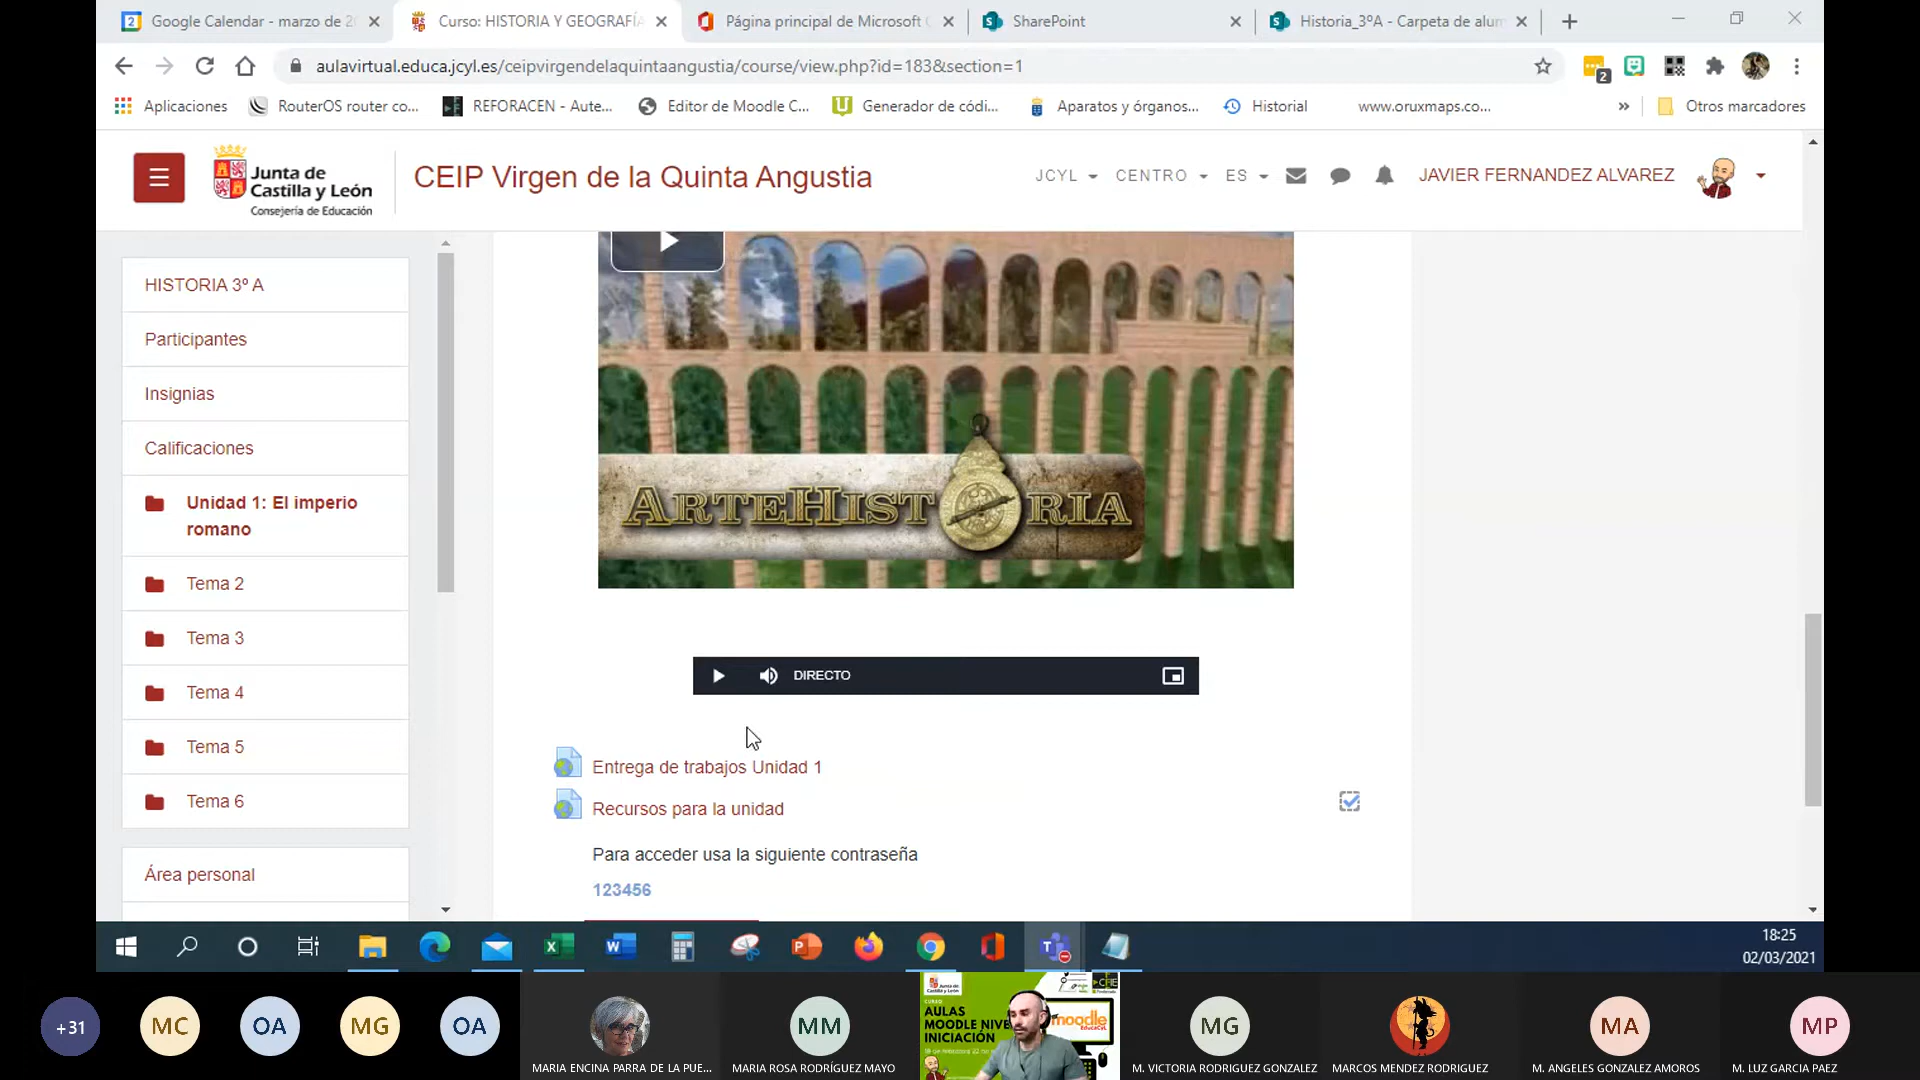 Google Calendar - marzo de 2
Curso: HISTORIA Y GEOGRAFÍA
Página principal de Microsoft
SharePoint
Historia_3ºA - Carpeta de alum
aulavirtual.educa.jcyl.es/ceipvirgendelaquintaangustia/course/view.php?id=183&section=1
2
Aplicaciones
RouterOS router co...
REFORACEN - Aute...
Editor de Moodle C...
Generador de códi...
Aparatos y órganos...
Historial
www.oruxmaps.co...
»
Otros marcadores
Junta de
Castilla y León
Consejería de Educación
CEIP Virgen de la Quinta Angustia
JCYL
CENTRO
ES
JAVIER FERNANDEZ ALVAREZ
HISTORIA 3º A
Participantes
Insignias
Calificaciones
Unidad 1: El imperio
romano
Tema 2
Tema 3
Tema 4
Tema 5
Tema 6
Área personal
ARTEHISTORIA
DIRECTO
Entrega de trabajos Unidad 1
Recursos para la unidad
Para acceder usa la siguiente contraseña
123456
18:25
02/03/2021
+31
MC
OA
MG
OA
MARIA ENCINA PARRA DE LA PUE...
MM
MARIA ROSA RODRÍGUEZ MAYO
AULAS
MOODLE NIVE
INICIACIÓN
moodle
MG
M. VICTORIA RODRIGUEZ GONZALEZ
MARCOS MENDEZ RODRIGUEZ
MA
M. ANGELES GONZALEZ AMOROS
MP
M. LUZ GARCIA PAEZ